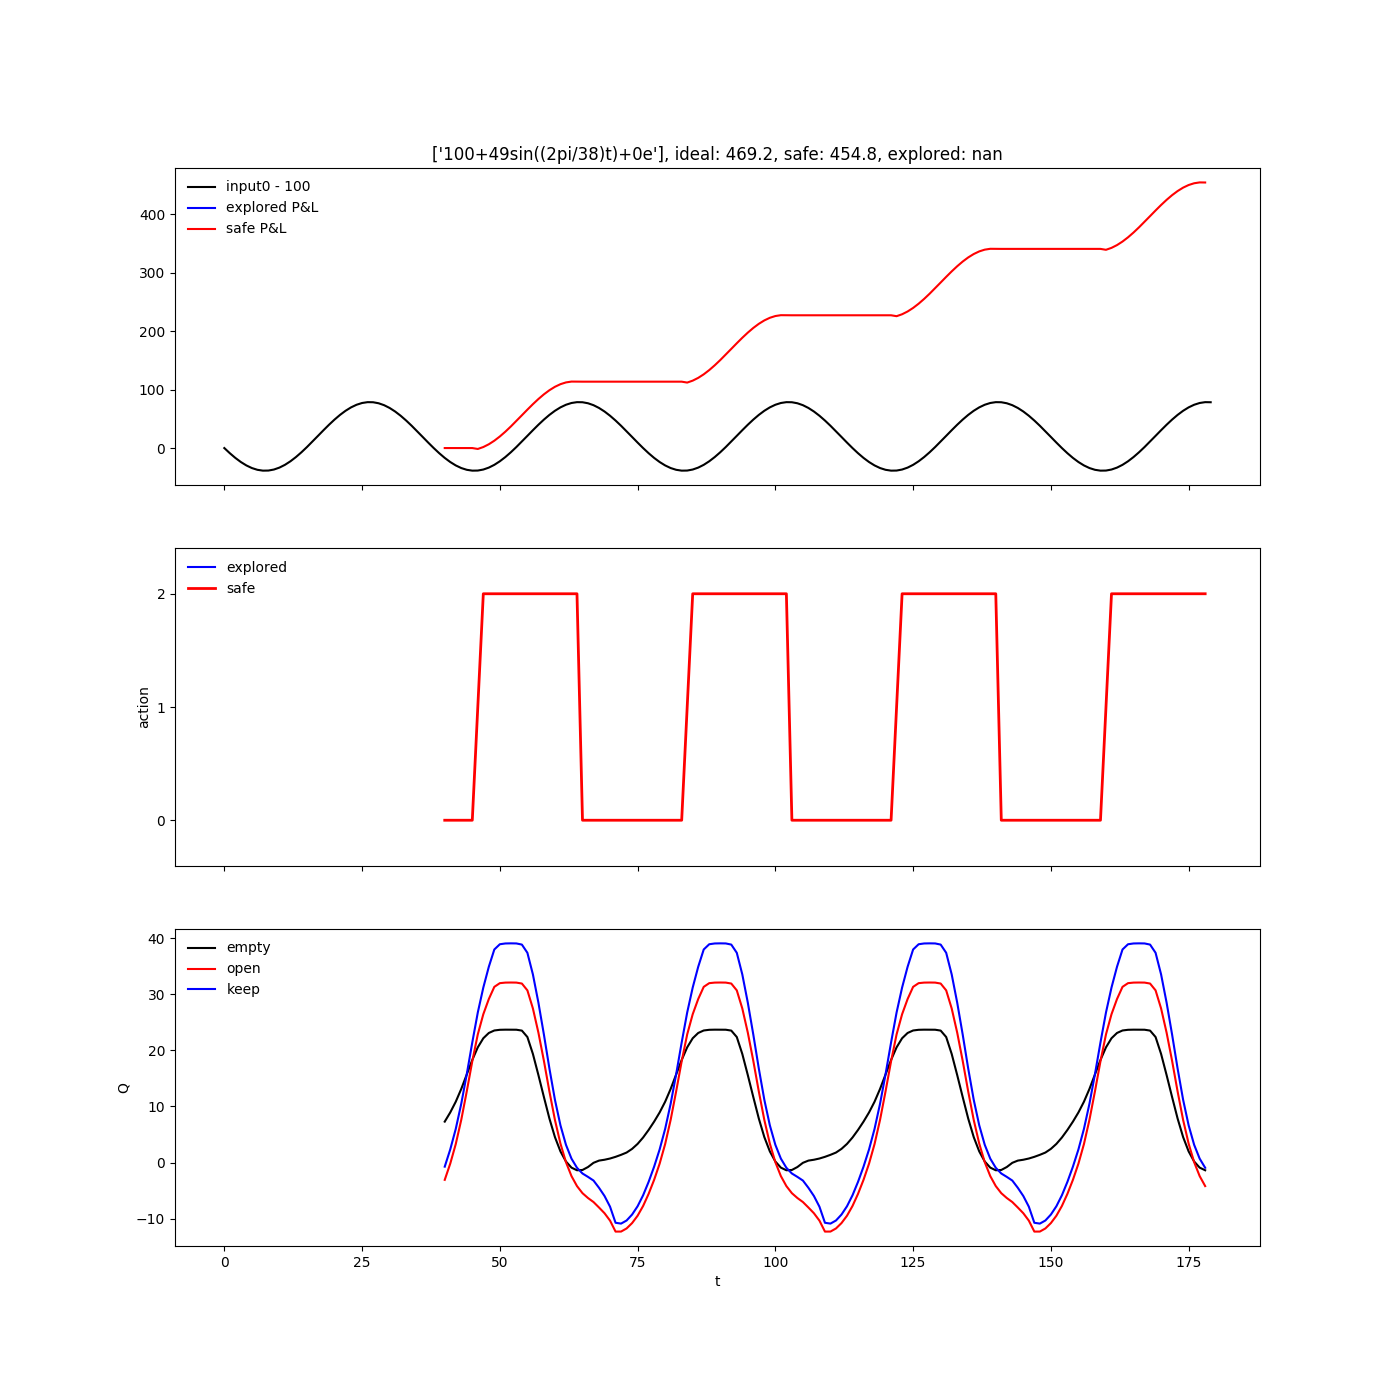 ['100+49sin((2pi/38)t)+0e'], ideal: 469.2, safe: 454.8, explored: nan
input0 - 100
explored P&L
safe P&L
400
300
200
100
0
explored
safe
2
1
0
action
empty
open
keep
40
30
20
10
0
−10
Q
0 25 50 75 100 125 150 175
t